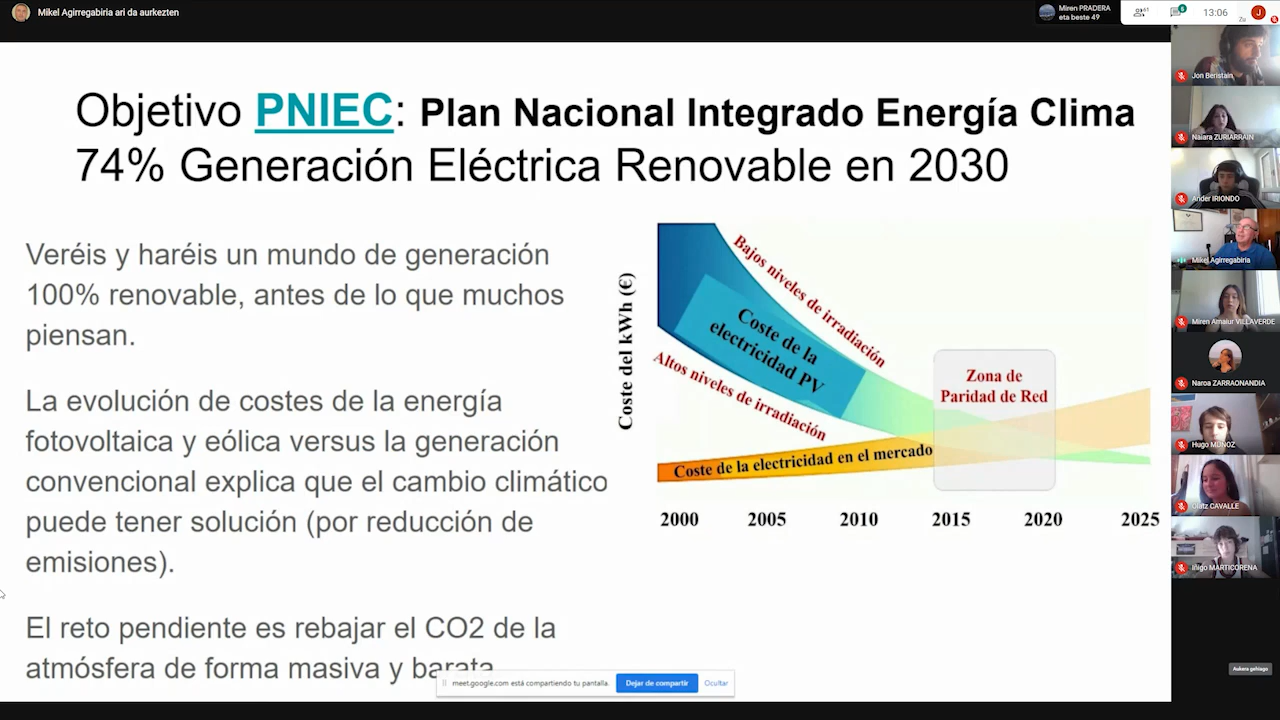 Mikel Agirregabiria ari da aurkezten
Miren PRADERA
eta beste 49
61
6
13:06
Zu
J
Objetivo PNIEC: Plan Nacional Integrado Energía Clima
74% Generación Eléctrica Renovable en 2030
Veréis y haréis un mundo de generación
100% renovable, antes de lo que muchos
piensan.
La evolución de costes de la energía
fotovoltaica y eólica versus la generación
convencional explica que el cambio climático
puede tener solución (por reducción de
emisiones).
El reto pendiente es rebajar el CO2 de la
atmósfera de forma masiva y barata
Coste del kWh (€)
Bajos niveles de irradiación
Coste de la
electricidad PV
Altos niveles de irradiación
Coste de la electricidad en el mercado
Zona de
Paridad de Red
2000 2005 2010 2015 2020 2025
meet.google.com está compartiendo tu pantalla.
Dejar de compartir
Ocultar
Jon Beristain
Naiara ZURIARRAIN
Ander IRIONDO
Mikel Agirregabiria
Miren Amaiur VILLAVERDE
Naroa ZARRAONANDIA
Hugo MUÑOZ
Olatz CAVALLE
Iñigo MARTICORENA
Aukera gehiago